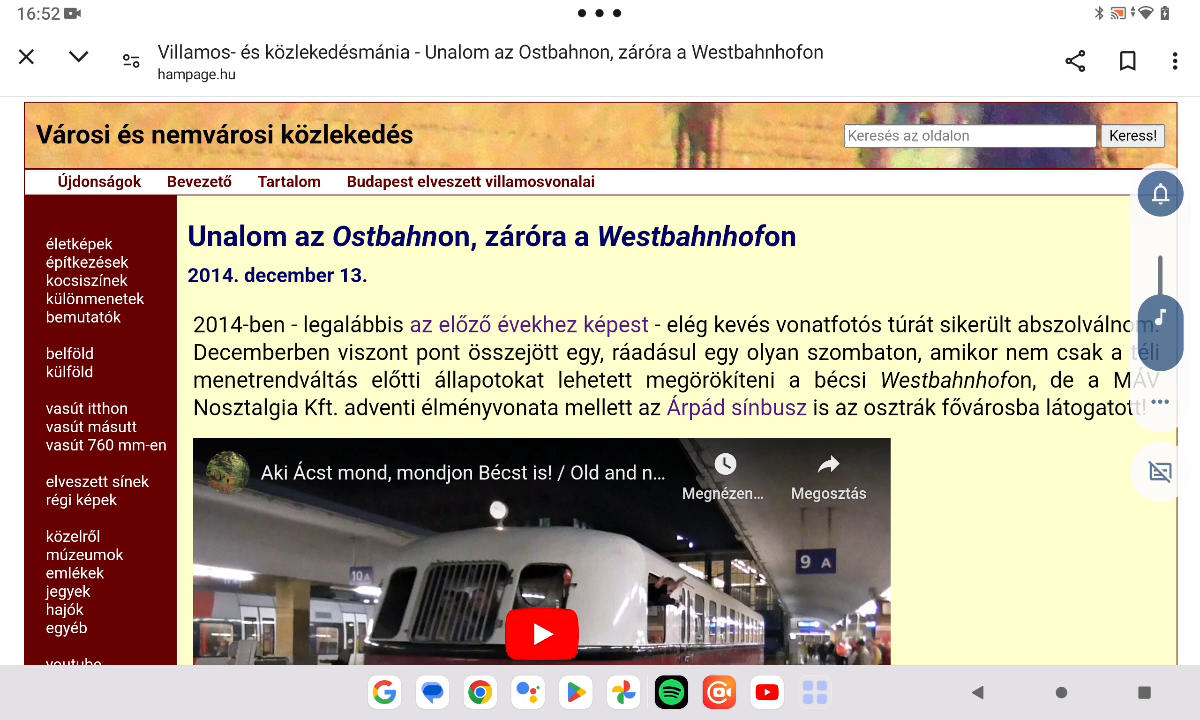 16:52
Villamos- és közlekedésmánia - Unalom az Ostbahnon, záróra a Westbahnhofon
hampage.hu
Városi és nemvárosi közlekedés
Keresés az oldalon
Keress!
Újdonságok Bevezető Tartalom Budapest elveszett villamosvonalai
életképek
építkezések
kocsiszínek
különmenetek
bemutatók
belföld
külföld
vasút itthon
vasút másutt
vasút 760 mm-en
elveszett sínek
régi képek
közelről
múzeumok
emlékek
jegyek
hajók
egyéb
youtube
Unalom az Ostbahnon, záróra a Westbahnhofon
2014. december 13.
2014-ben - legalábbis az előző évekhez képest - elég kevés vonatfotós túrát sikerült abszolválnom.
Decemberben viszont pont összejött egy, ráadásul egy olyan szombaton, amikor nem csak a téli
menetrendváltás előtti állapotokat lehetett megörökíteni a bécsi Westbahnhofon, de a MÁV
Nosztalgia Kft. adventi élményvonata mellett az Árpád sínbusz is az osztrák fővárosba látogatott!
Aki Ácst mond, mondjon Bécst is! / Old and n...
Megnézen...
Megosztás
10A
9 A